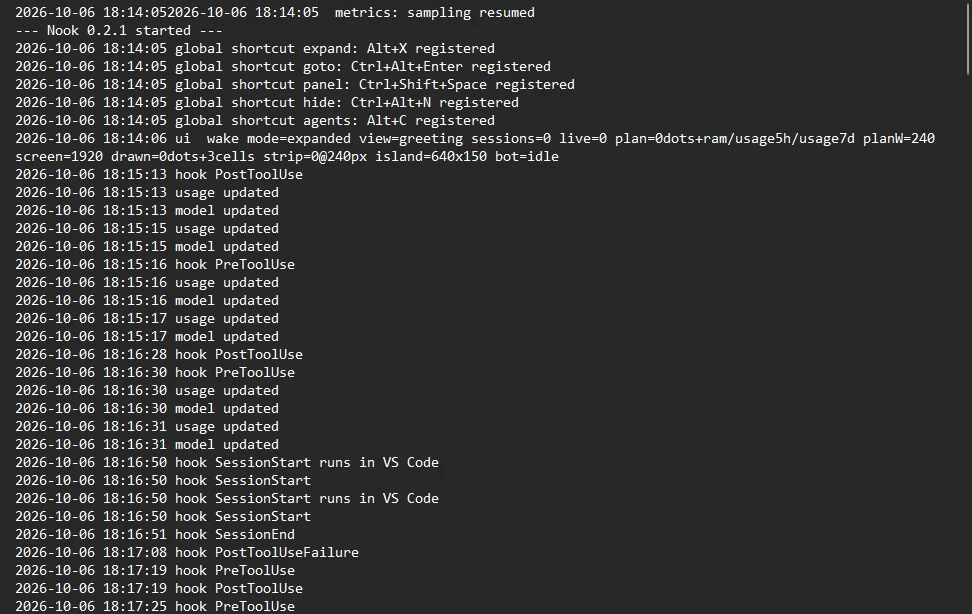 2026-10-06 18:14:052026-10-06 18:14:05  metrics: sampling resumed
--- Nook 0.2.1 started ---
2026-10-06 18:14:05 global shortcut expand: Alt+X registered
2026-10-06 18:14:05 global shortcut goto: Ctrl+Alt+Enter registered
2026-10-06 18:14:05 global shortcut panel: Ctrl+Shift+Space registered
2026-10-06 18:14:05 global shortcut hide: Ctrl+Alt+N registered
2026-10-06 18:14:05 global shortcut agents: Alt+C registered
2026-10-06 18:14:06 ui  wake mode=expanded view=greeting sessions=0 live=0 plan=0dots+ram/usage5h/usage7d planW=240
screen=1920 drawn=0dots+3cells strip=0@240px island=640x150 bot=idle
2026-10-06 18:15:13 hook PostToolUse
2026-10-06 18:15:13 usage updated
2026-10-06 18:15:13 model updated
2026-10-06 18:15:15 usage updated
2026-10-06 18:15:15 model updated
2026-10-06 18:15:16 hook PreToolUse
2026-10-06 18:15:16 usage updated
2026-10-06 18:15:16 model updated
2026-10-06 18:15:17 usage updated
2026-10-06 18:15:17 model updated
2026-10-06 18:16:28 hook PostToolUse
2026-10-06 18:16:30 hook PreToolUse
2026-10-06 18:16:30 usage updated
2026-10-06 18:16:30 model updated
2026-10-06 18:16:31 usage updated
2026-10-06 18:16:31 model updated
2026-10-06 18:16:50 hook SessionStart runs in VS Code
2026-10-06 18:16:50 hook SessionStart
2026-10-06 18:16:50 hook SessionStart runs in VS Code
2026-10-06 18:16:50 hook SessionStart
2026-10-06 18:16:51 hook SessionEnd
2026-10-06 18:17:08 hook PostToolUseFailure
2026-10-06 18:17:19 hook PreToolUse
2026-10-06 18:17:19 hook PostToolUse
2026-10-06 18:17:25 hook PreToolUse